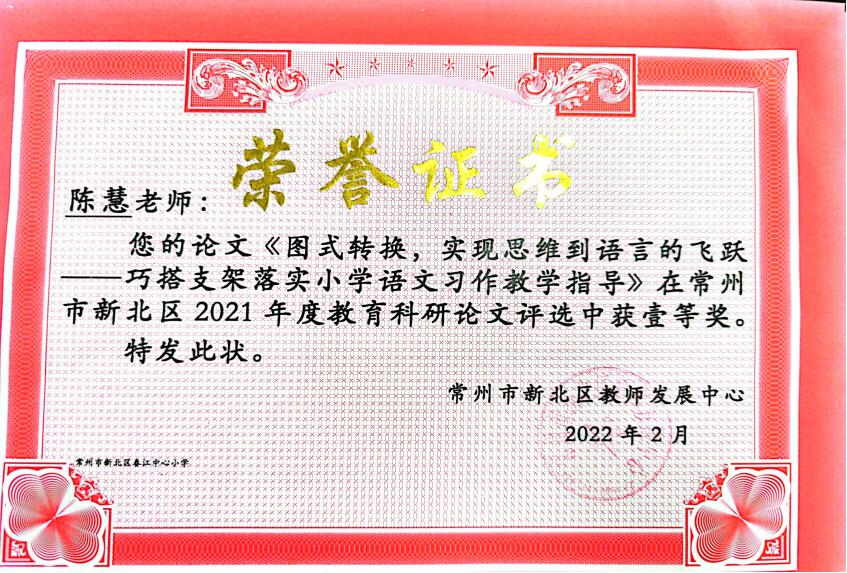 荣誉证书
陈慧老师：
您的论文《图式转换，实现思维到语言的飞跃
——巧搭支架落实小学语文习作教学指导》在常州
市新北区2021年度教育科研论文评选中获壹等奖。
特发此状。
常州市新北区教师发展中心
2022年2月
常州市新北区春江中心小学